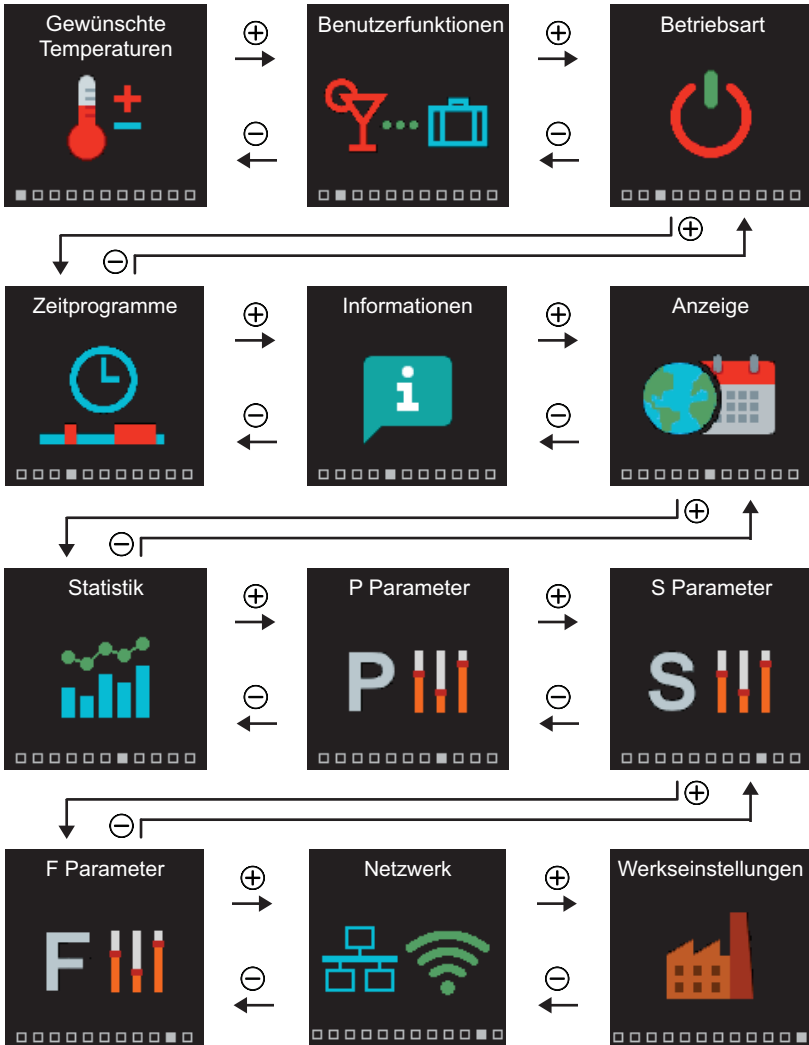 Gewünschte
Temperaturen
Benutzerfunktionen
Betriebsart
Zeitprogramme
Informationen
i
Anzeige
Statistik
P Parameter
P
S Parameter
S
F Parameter
F
Netzwerk
Werkseinstellungen